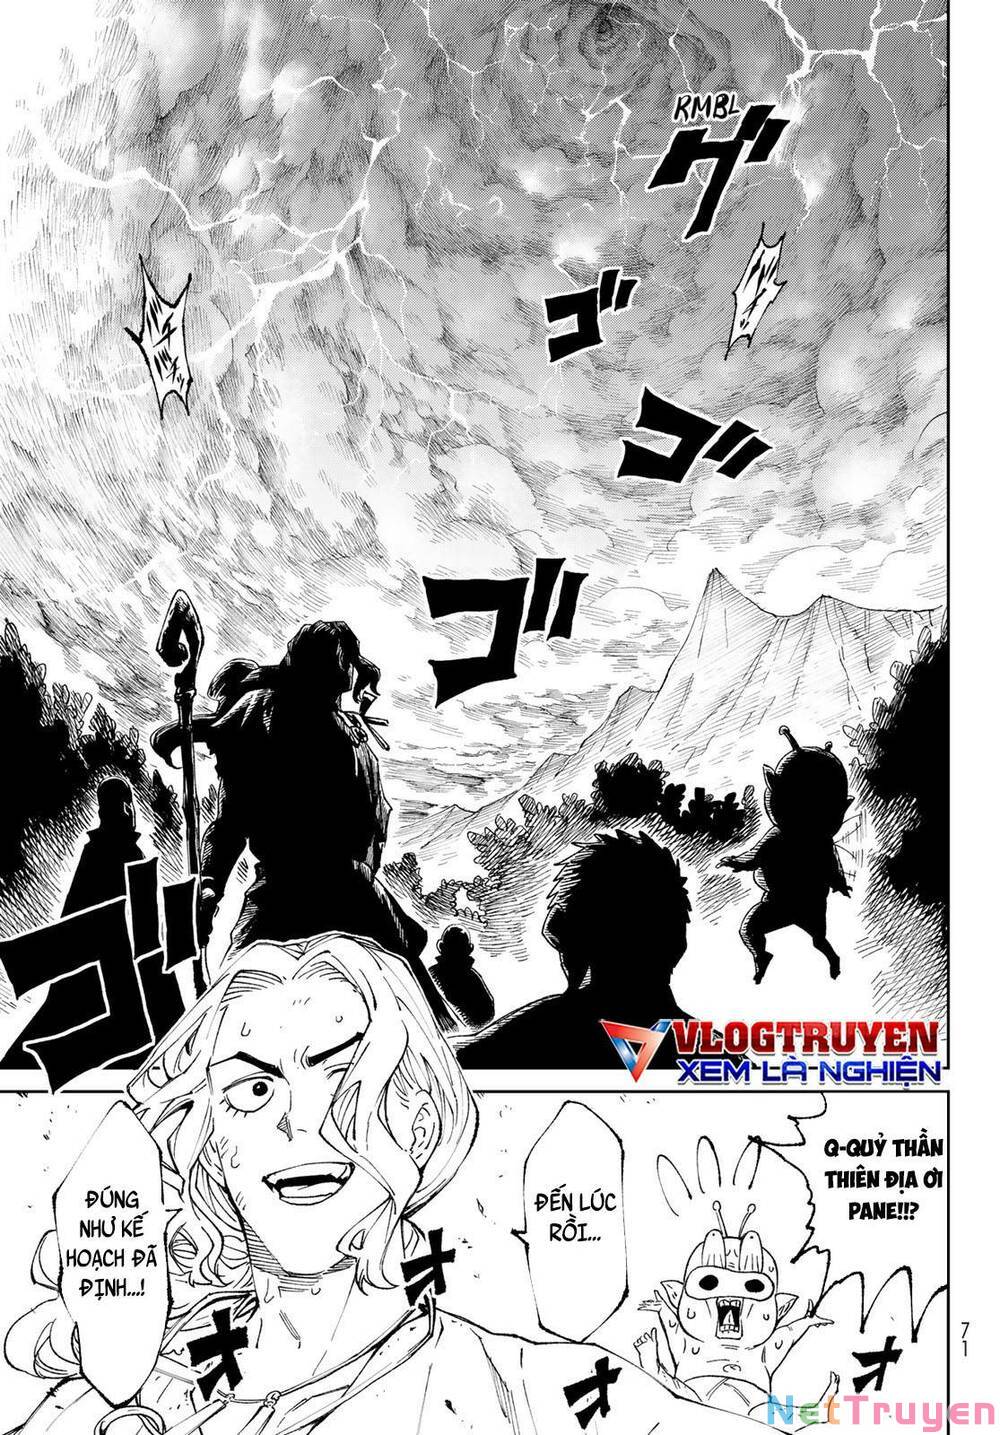 RMBL
グ
ゴ
ゴ
ゴ
ゴ
VLOGTRUYEN
XEM LÀ NGHIỆN
Q-QUỶ THẦN
THIÊN ĐỊA ƠI
PANE!!?
ĐẾN LÚC
RỒI...
ĐÚNG
NHƯ KẾ
HOẠCH ĐÃ
ĐỊNH...!
オ
オ
オ
オ
71
NetTruyen